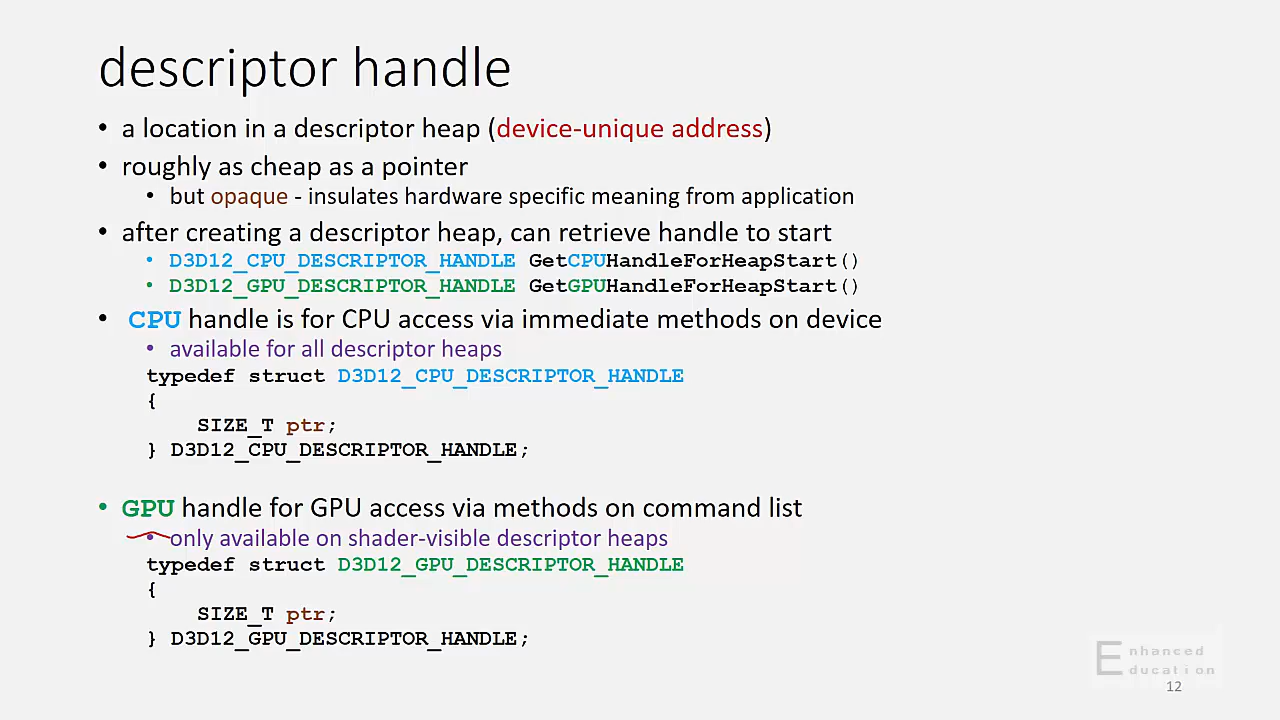 descriptor handle
• a location in a descriptor heap (device-unique address)
• roughly as cheap as a pointer
• but opaque - insulates hardware specific meaning from application
• after creating a descriptor heap, can retrieve handle to start
• D3D12_CPU_DESCRIPTOR_HANDLE GetCPUHandleForHeapStart()
• D3D12_GPU_DESCRIPTOR_HANDLE GetGPUHandleForHeapStart()
• CPU handle is for CPU access via immediate methods on device
• available for all descriptor heaps
typedef struct D3D12_CPU_DESCRIPTOR_HANDLE
{
SIZE_T ptr;
} D3D12_CPU_DESCRIPTOR_HANDLE;
• GPU handle for GPU access via methods on command list
• only available on shader-visible descriptor heaps
typedef struct D3D12_GPU_DESCRIPTOR_HANDLE
{
SIZE_T ptr;
} D3D12_GPU_DESCRIPTOR_HANDLE;
Enhanced
Education
12